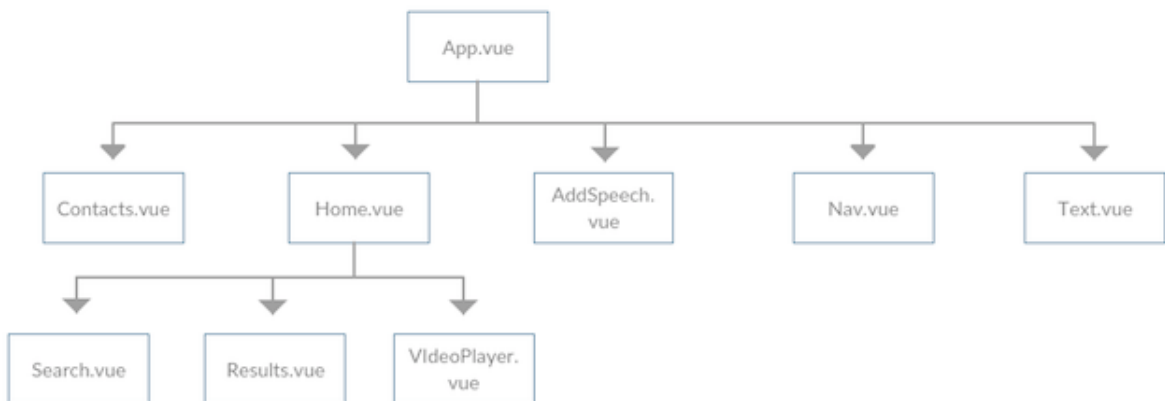 App.vue
Contacts.vue
Home.vue
AddSpeech.
vue
Nav.vue
Text.vue
Search.vue
Results.vue
VIdeoPlayer.
vue